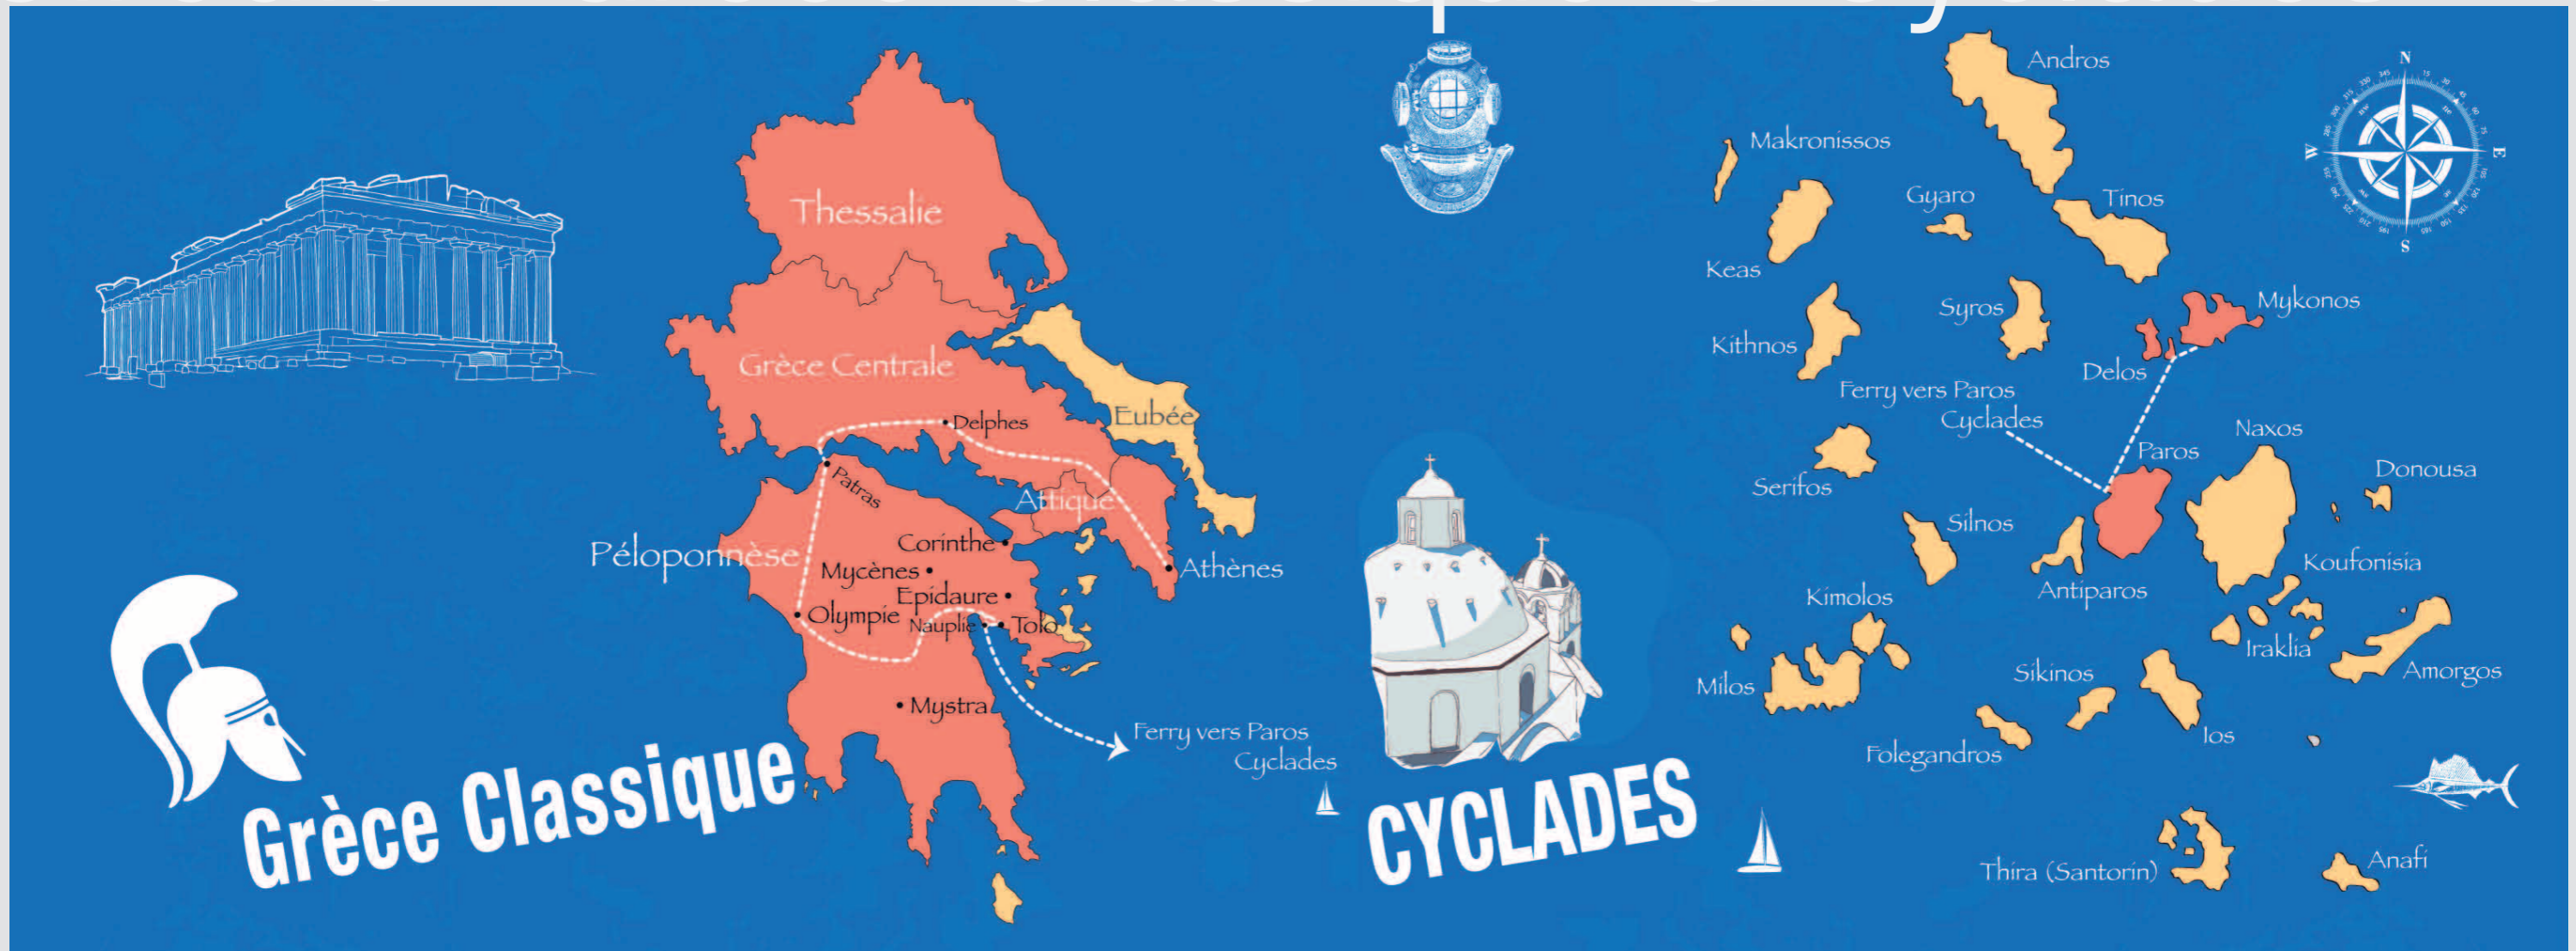 Thessalie
Grèce Centrale
Eubée
Delphes
Patras
Attique
Péloponnèse
Corinthe
Mycènes
Athènes
Epidaure
Olympie
Nauplie
Tolo
Mystra
Ferry vers Paros
Cyclades
Grèce Classique
CYCLADES
Andros
Makronissos
Gyaro
Tinos
Keas
Syros
Mykonos
Kithnos
Delos
Ferry vers Paros
Cyclades
Naxos
Paros
Donousa
Serifos
Silnos
Koufonisia
Antiparos
Kimolos
Iraklia
Sikinos
Amorgos
Milos
Ios
Folegandros
Thira (Santorin)
Anafi
N
E
S
W